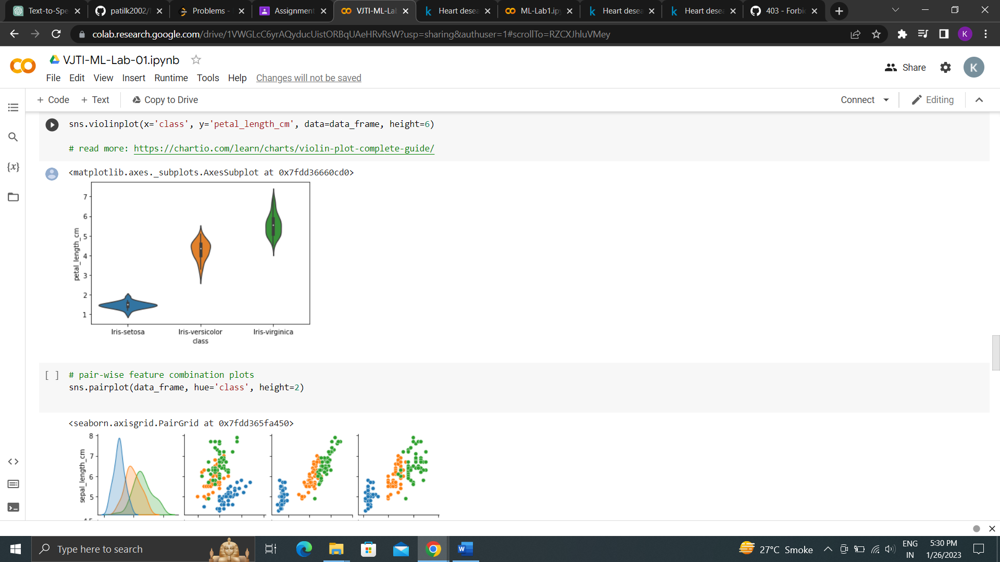 Text-to-Spe
patilk2002/
Problems -
Assignment
VJTI-ML-La
Heart desea
ML-Lab1.ipy
Heart desea
Heart desea
403 - Forbi
colab.research.google.com/drive/1VWGLcC6yrAQyducUistORBqUAeHRvRsW?usp=sharing&authuser=1#scrollTo=RZCXJhluVMey
K
VJTI-ML-Lab-01.ipynb
Share
K
File Edit View Insert Runtime Tools Help Changes will not be saved
+ Code + Text Copy to Drive
Connect
Editing
sns.violinplot(x='class', y='petal_length_cm', data=data_frame, height=6)
# read more: https://chartio.com/learn/charts/violin-plot-complete-guide/
{x}
<matplotlib.axes._subplots.AxesSubplot at 0x7fdd36660cd0>
7
6
5
4
3
2
1
petal_length_cm
Iris-setosa Iris-versicolor Iris-virginica
class
[ ] # pair-wise feature combination plots
sns.pairplot(data_frame, hue='class', height=2)
<seaborn.axisgrid.PairGrid at 0x7fdd365fa450>
8
7
6
5
sepal_length_cm
Type here to search
27°C Smoke
ENG
IN
5:30 PM
1/26/2023